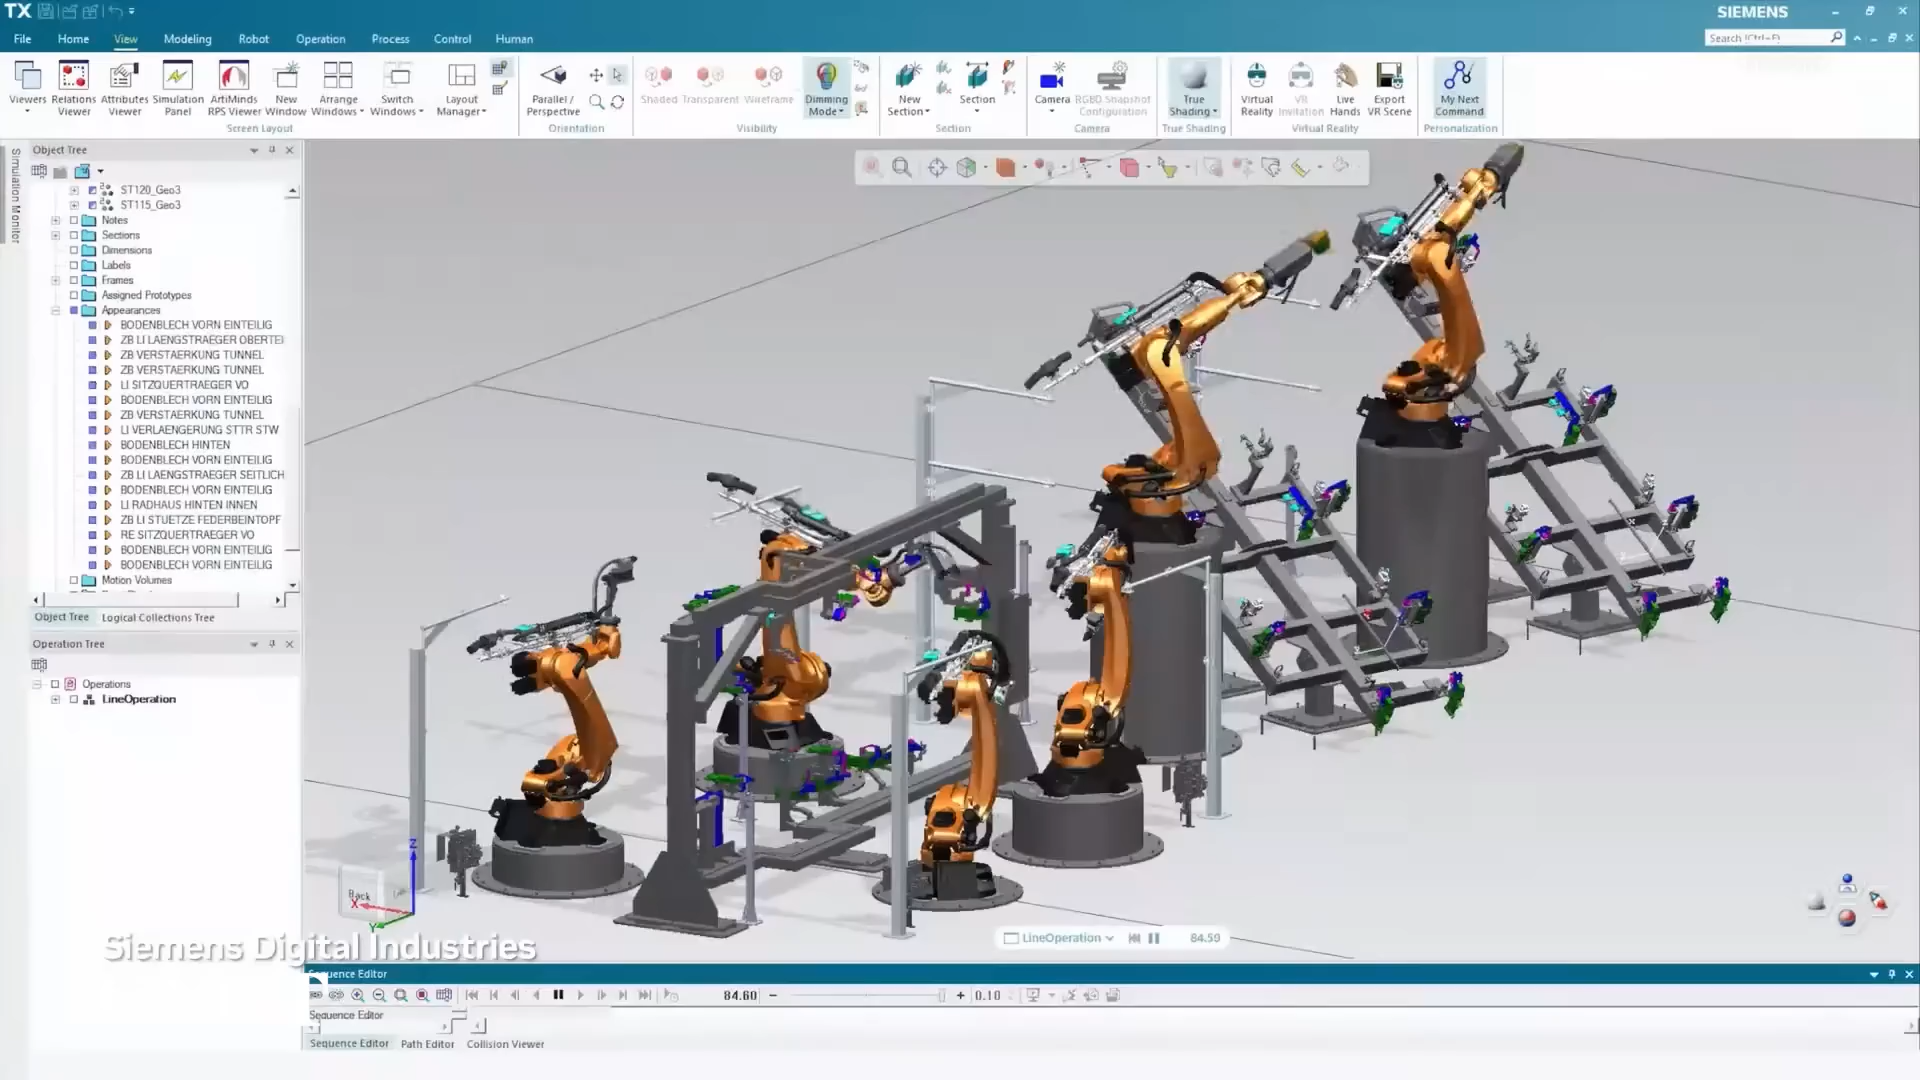 TX
SIEMENS
File Home View Modeling Robot Operation Process Control Human
Search (Ctrl+F)
Viewers
Relations Viewer
Attributes Viewer
Simulation Panel
ArtiMinds RPS Viewer
New Window
Arrange Windows
Switch Windows
Layout Manager
Parallel / Perspective
Shaded Transparent Wireframe
Dimming Mode
New Section
Section
Camera
RGBD Snapshot Configuration
True Shading
Virtual Reality
VR Invitation
Live Hands
Export VR Scene
My Next Command
Screen Layout Orientation Visibility Section Camera True Shading Virtual Reality Personalization
Simulation Monitor
Object Tree
ST120_Geo3
ST115_Geo3
Notes
Sections
Dimensions
Labels
Frames
Assigned Prototypes
Appearances
BODENBLECH VORN EINTEILIG
ZB LI LAENGSTRAEGER OBERTEI
ZB VERSTAERKUNG TUNNEL
ZB VERSTAERKUNG TUNNEL
LI SITZQUERTRAEGER VO
BODENBLECH VORN EINTEILIG
ZB VERSTAERKUNG TUNNEL
LI VERLAENGERUNG STTR STW
BODENBLECH HINTEN
BODENBLECH VORN EINTEILIG
ZB LI LAENGSTRAEGER SEITLICH
BODENBLECH VORN EINTEILIG
LI RADHAUS HINTEN INNEN
ZB LI STUETZE FEDERBEINTOPF
RE SITZQUERTRAEGER VO
BODENBLECH VORN EINTEILIG
BODENBLECH VORN EINTEILIG
Motion Volumes
Object Tree Logical Collections Tree
Operation Tree
Operations
LineOperation
Back
Z
X
Y
Siemens Digital Industries
LineOperation 84.50
quence Editor
84.60 − + 0.10
Sequence Editor
Sequence Editor Path Editor Collision Viewer